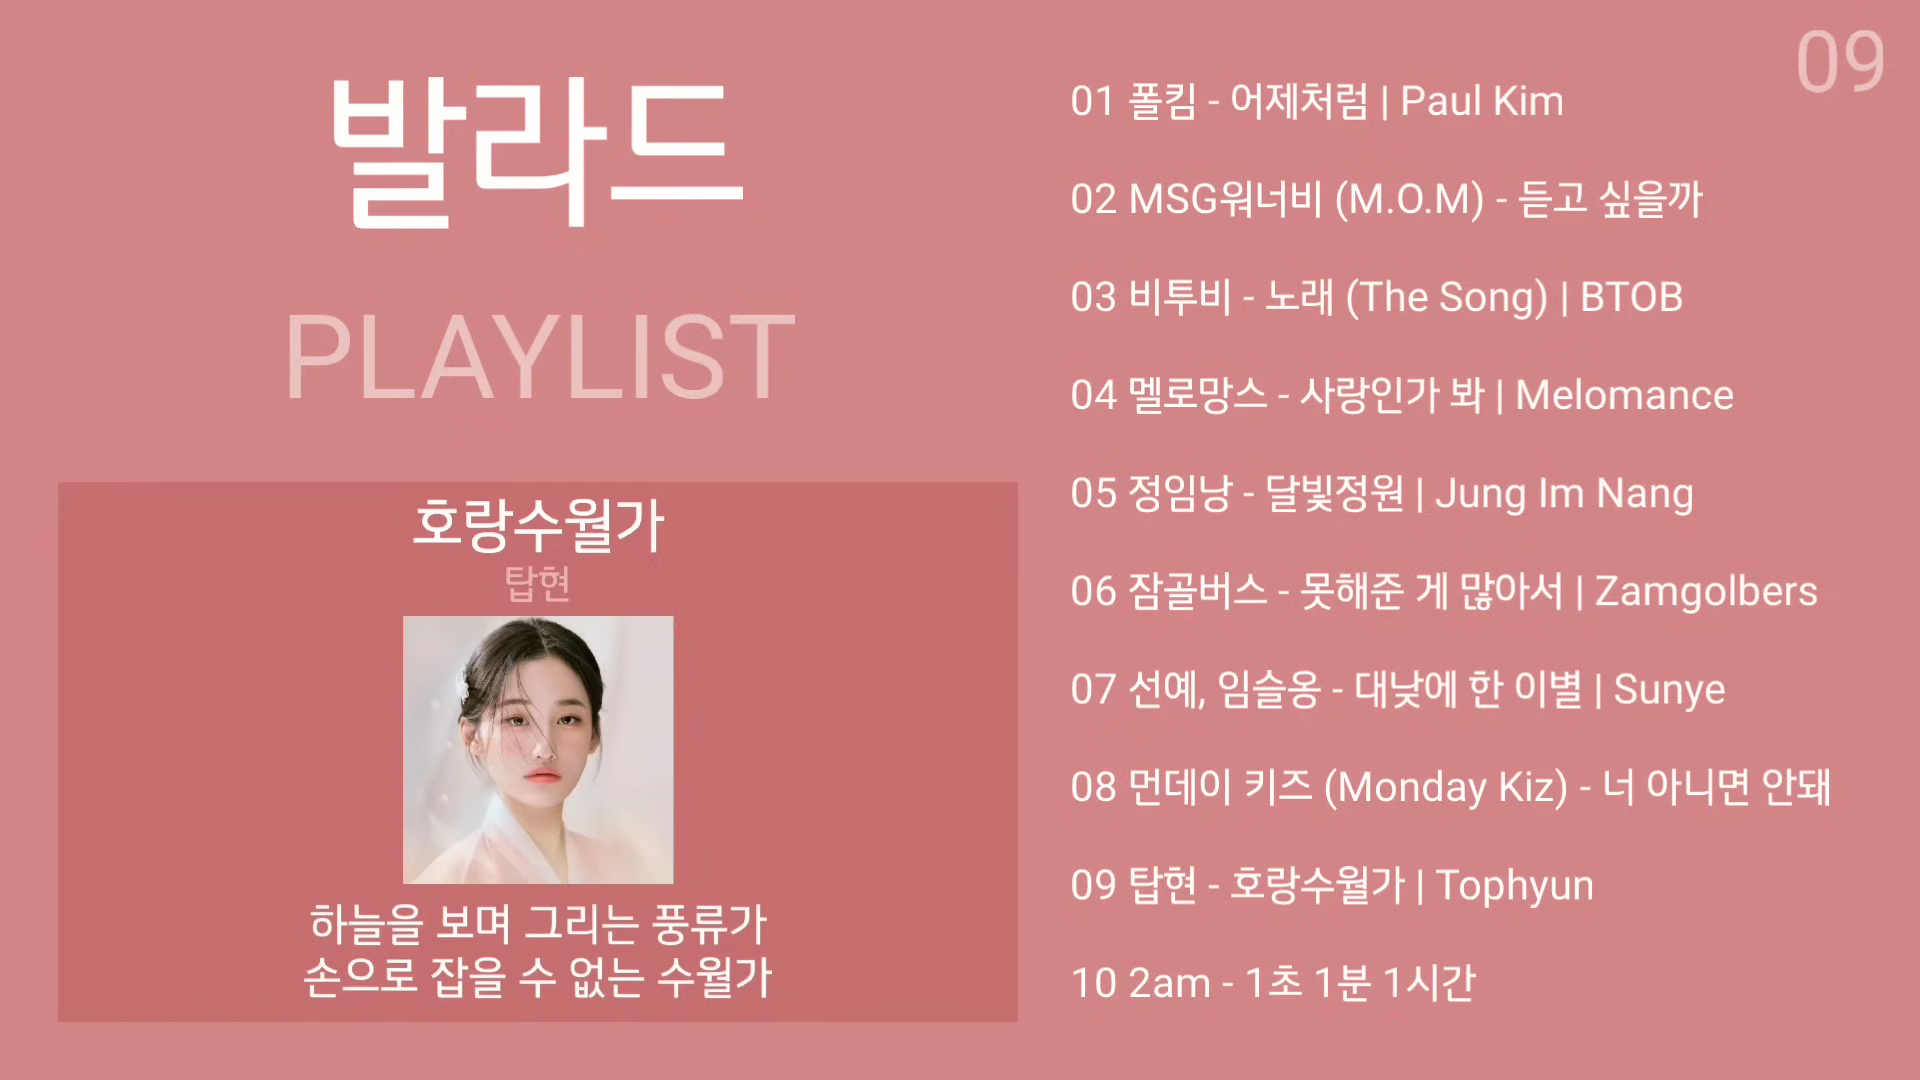 발라드
PLAYLIST
호랑수월가
탑현
하늘을 보며 그리는 풍류가
손으로 잡을 수 없는 수월가
09
01 폴킴 - 어제처럼 | Paul Kim
02 MSG워너비 (M.O.M) - 듣고 싶을까
03 비투비 - 노래 (The Song) | BTOB
04 멜로망스 - 사랑인가 봐 | Melomance
05 정임낭 - 달빛정원 | Jung Im Nang
06 잠골버스 - 못해준 게 많아서 | Zamgolbers
07 선예, 임슬옹 - 대낮에 한 이별 | Sunye
08 먼데이 키즈 (Monday Kiz) - 너 아니면 안돼
09 탑현 - 호랑수월가 | Tophyun
10 2am - 1초 1분 1시간